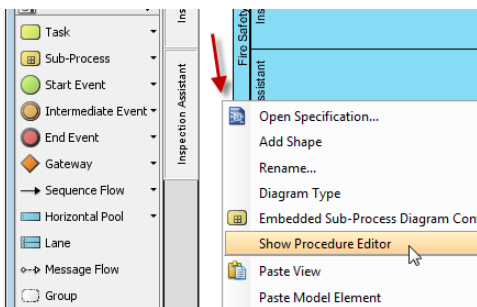 Task
Sub-Process
Start Event
Intermediate Event
End Event
Gateway
Sequence Flow
Horizontal Pool
Lane
Message Flow
Group
Ins
Inspection Assistant
Fire Safety
ssistant
Open Specification...
Add Shape
Rename...
Diagram Type
Embedded Sub-Process Diagram Con
Show Procedure Editor
Paste View
Paste Model Element